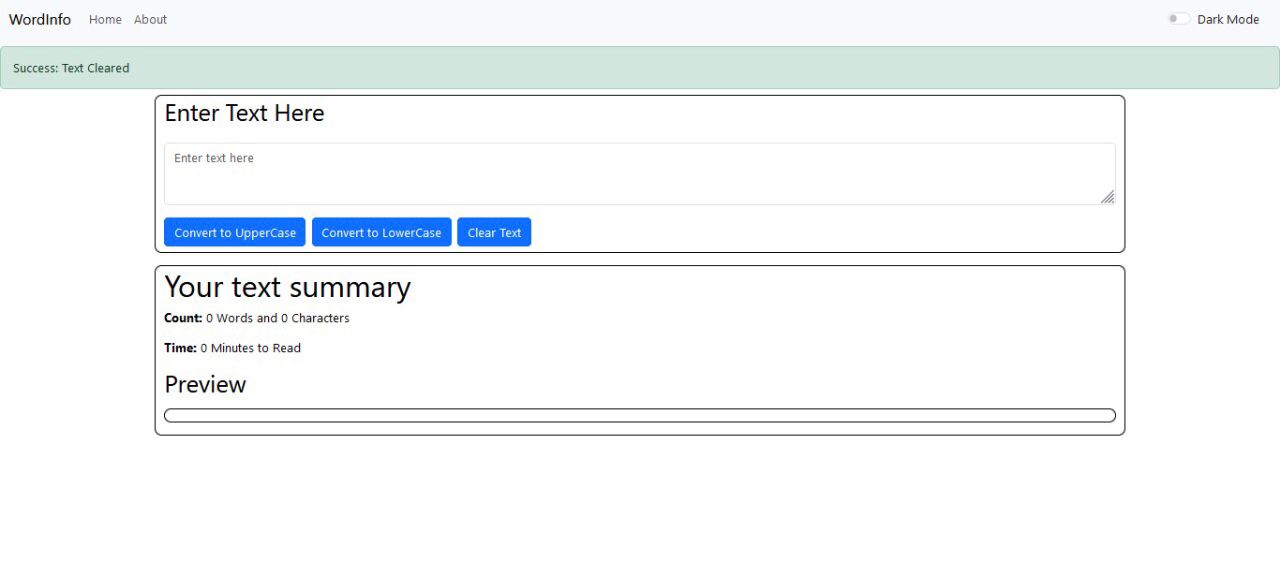 WordInfo Home About Dark Mode
Success: Text Cleared
Enter Text Here
Enter text here
Convert to UpperCase Convert to LowerCase Clear Text
Your text summary
Count: 0 Words and 0 Characters
Time: 0 Minutes to Read
Preview